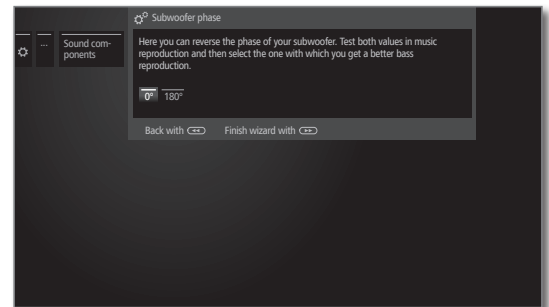 Subwoofer phase
...
Sound com-
ponents
Here you can reverse the phase of your subwoofer. Test both values in music
reproduction and then select the one with which you get a better bass
reproduction.
0° 180°
Back with Finish wizard with